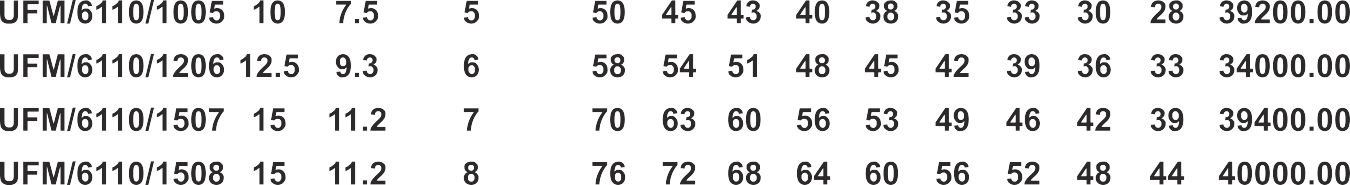 UFM/6110/1005 10 7.5 5 50 45 43 40 38 35 33 30 28 39200.00
UFM/6110/1206 12.5 9.3 6 58 54 51 48 45 42 39 36 33 34000.00
UFM/6110/1507 15 11.2 7 70 63 60 56 53 49 46 42 39 39400.00
UFM/6110/1508 15 11.2 8 76 72 68 64 60 56 52 48 44 40000.00